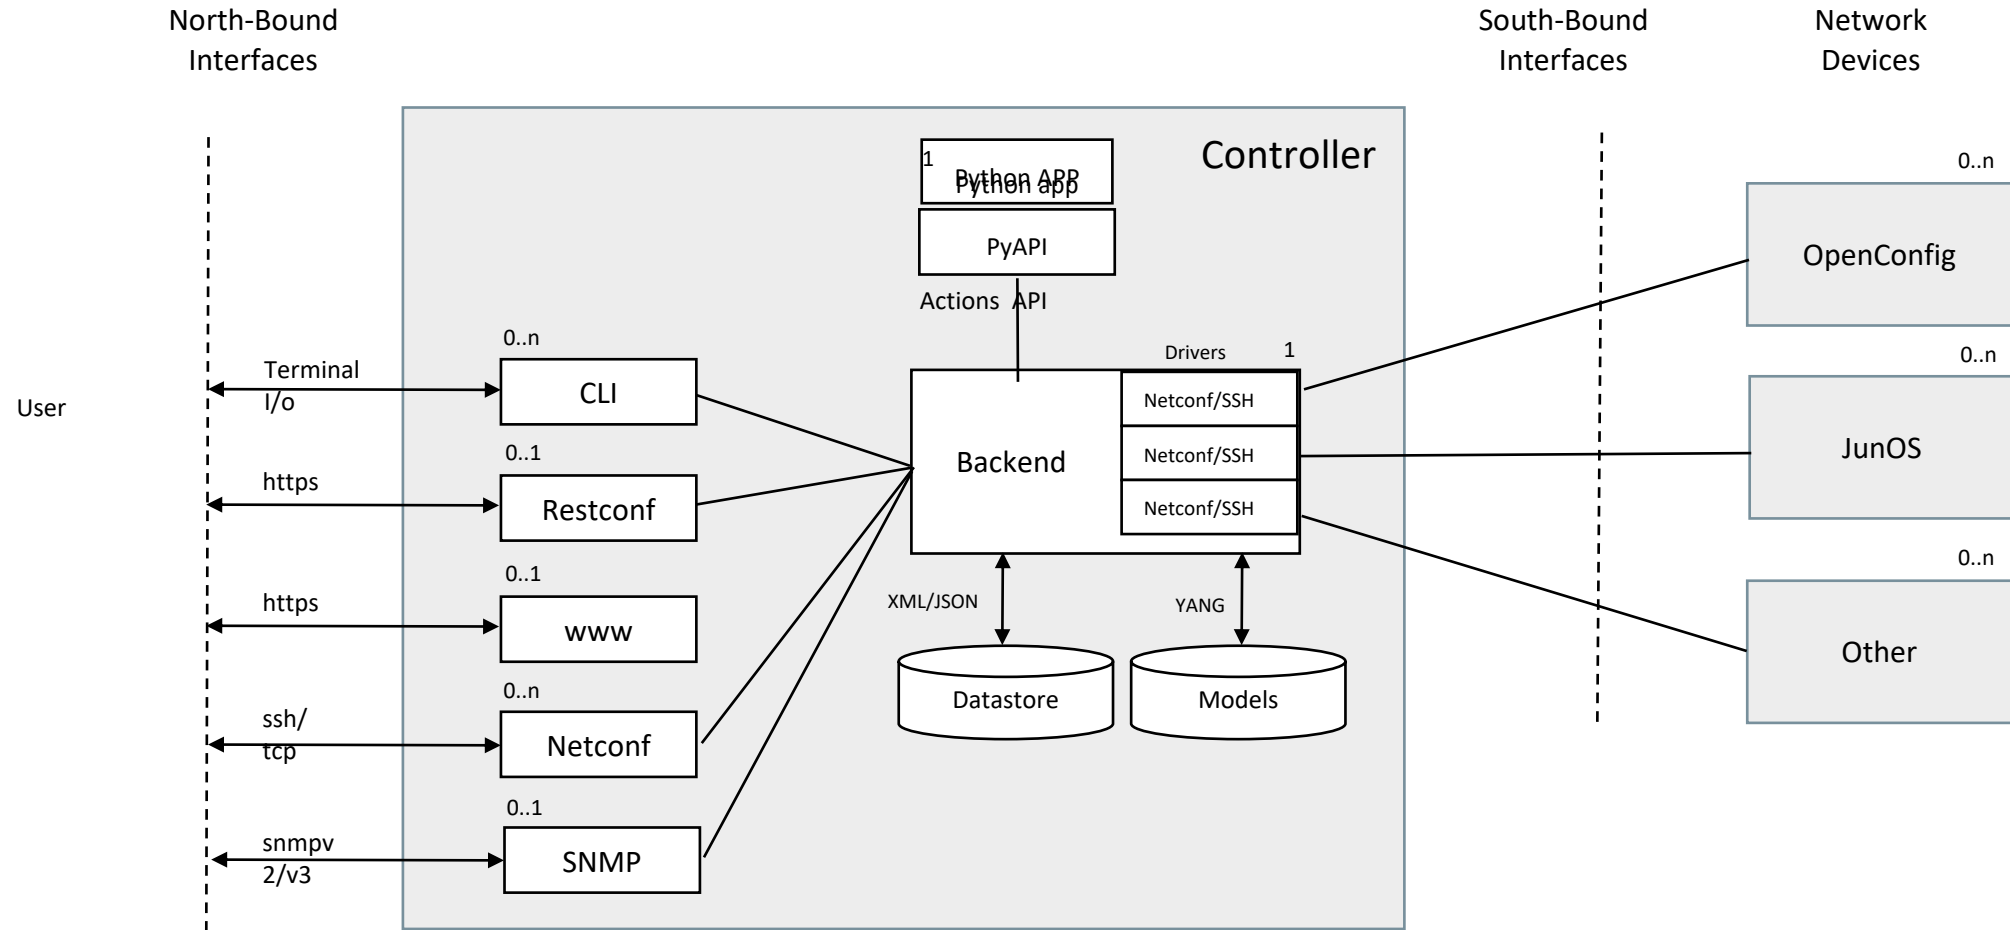 North-Bound
Interfaces
South-Bound
Interfaces
Network
Devices
Controller
1
Python APP
Python app
PyAPI
Actions API
User
Terminal
I/o
0..n
CLI
https
0..1
Restconf
https
0..1
www
ssh/
tcp
0..n
Netconf
snmpv
2/v3
0..1
SNMP
Backend
Drivers
1
Netconf/SSH
Netconf/SSH
Netconf/SSH
XML/JSON
YANG
Datastore
Models
0..n
OpenConfig
0..n
JunOS
0..n
Other